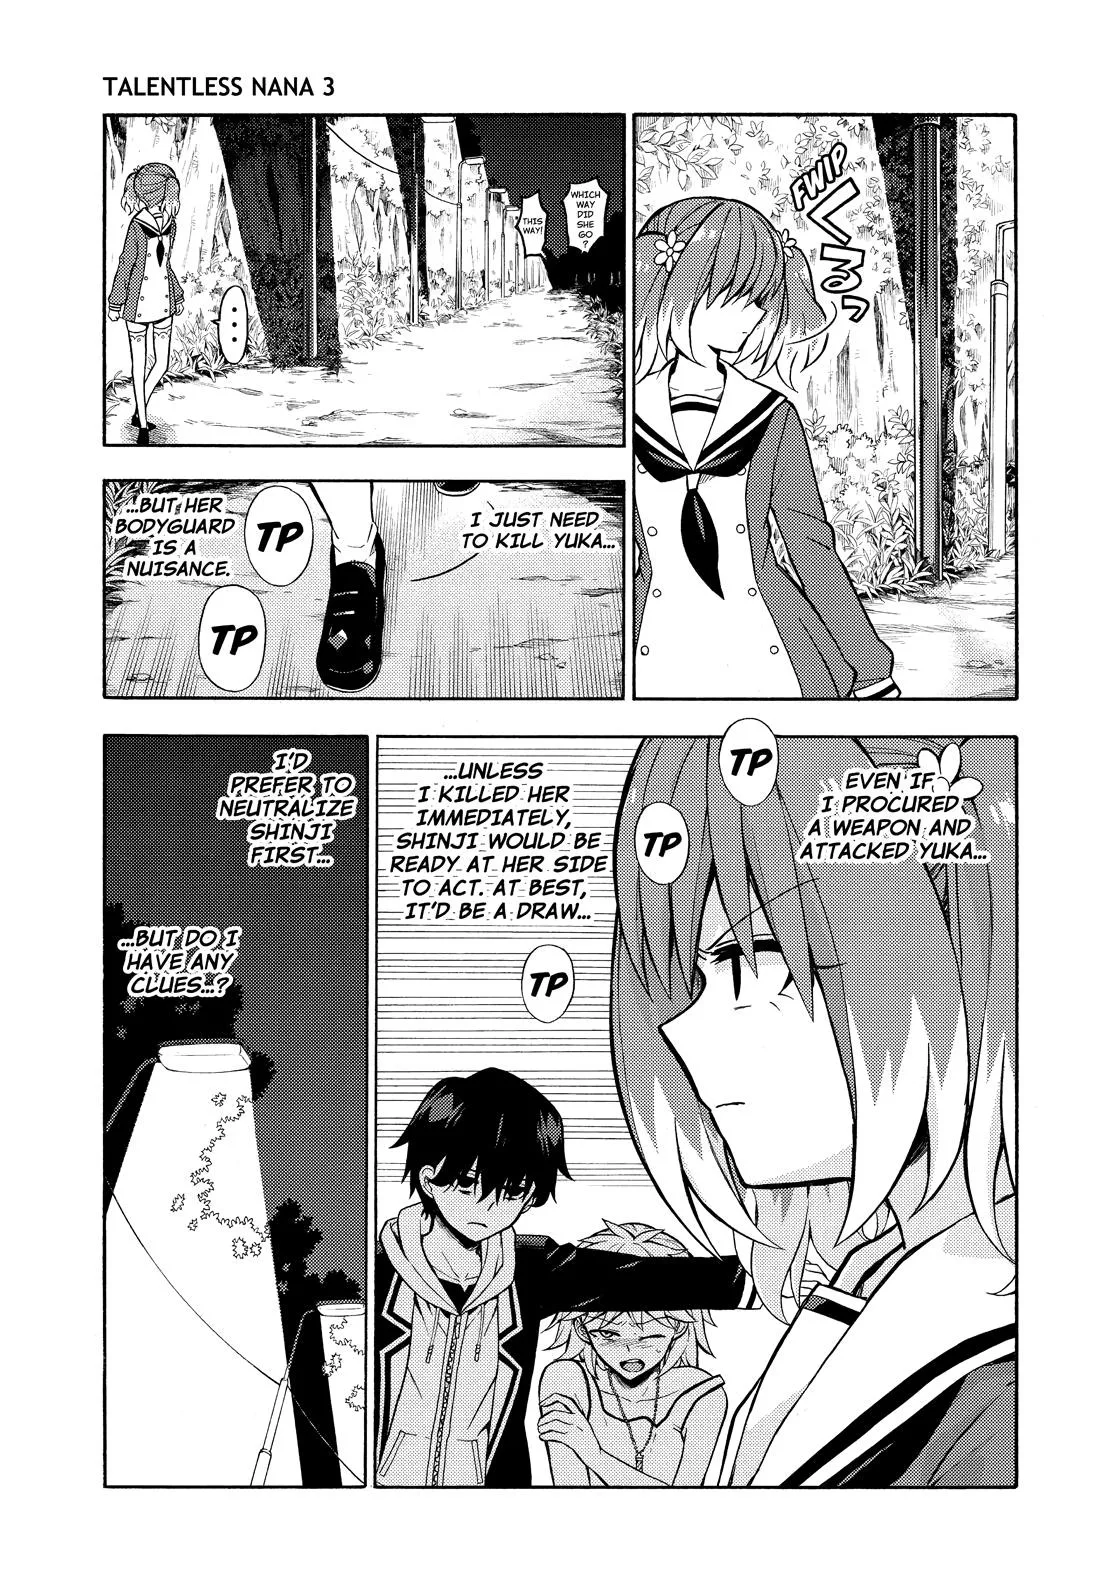 TALENTLESS NANA 3
WHICH
WAY
DID
SHE
GO
?
THIS
WAY!
...
FWIP
くるっ
I JUST NEED
TO KILL YUKA...
...BUT HER
BODYGUARD
IS A
NUISANCE.
TP
TP
EVEN IF
I PROCURED
A WEAPON AND
ATTACKED YUKA...
TP
TP
...UNLESS
I KILLED HER
IMMEDIATELY,
SHINJI WOULD BE
READY AT HER SIDE
TO ACT. AT BEST,
IT'D BE A DRAW...
TP
I'D
PREFER TO
NEUTRALIZE
SHINJI
FIRST...
...BUT DO I
HAVE ANY
CLUES...?